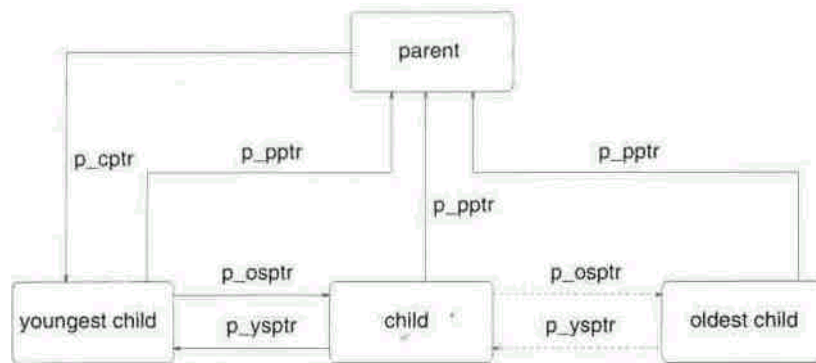 parent
p_cptr
p_pptr
p_pptr
p_pptr
p_osptr
p_osptr
youngest child
child
oldest child
p_ysptr
p_ysptr